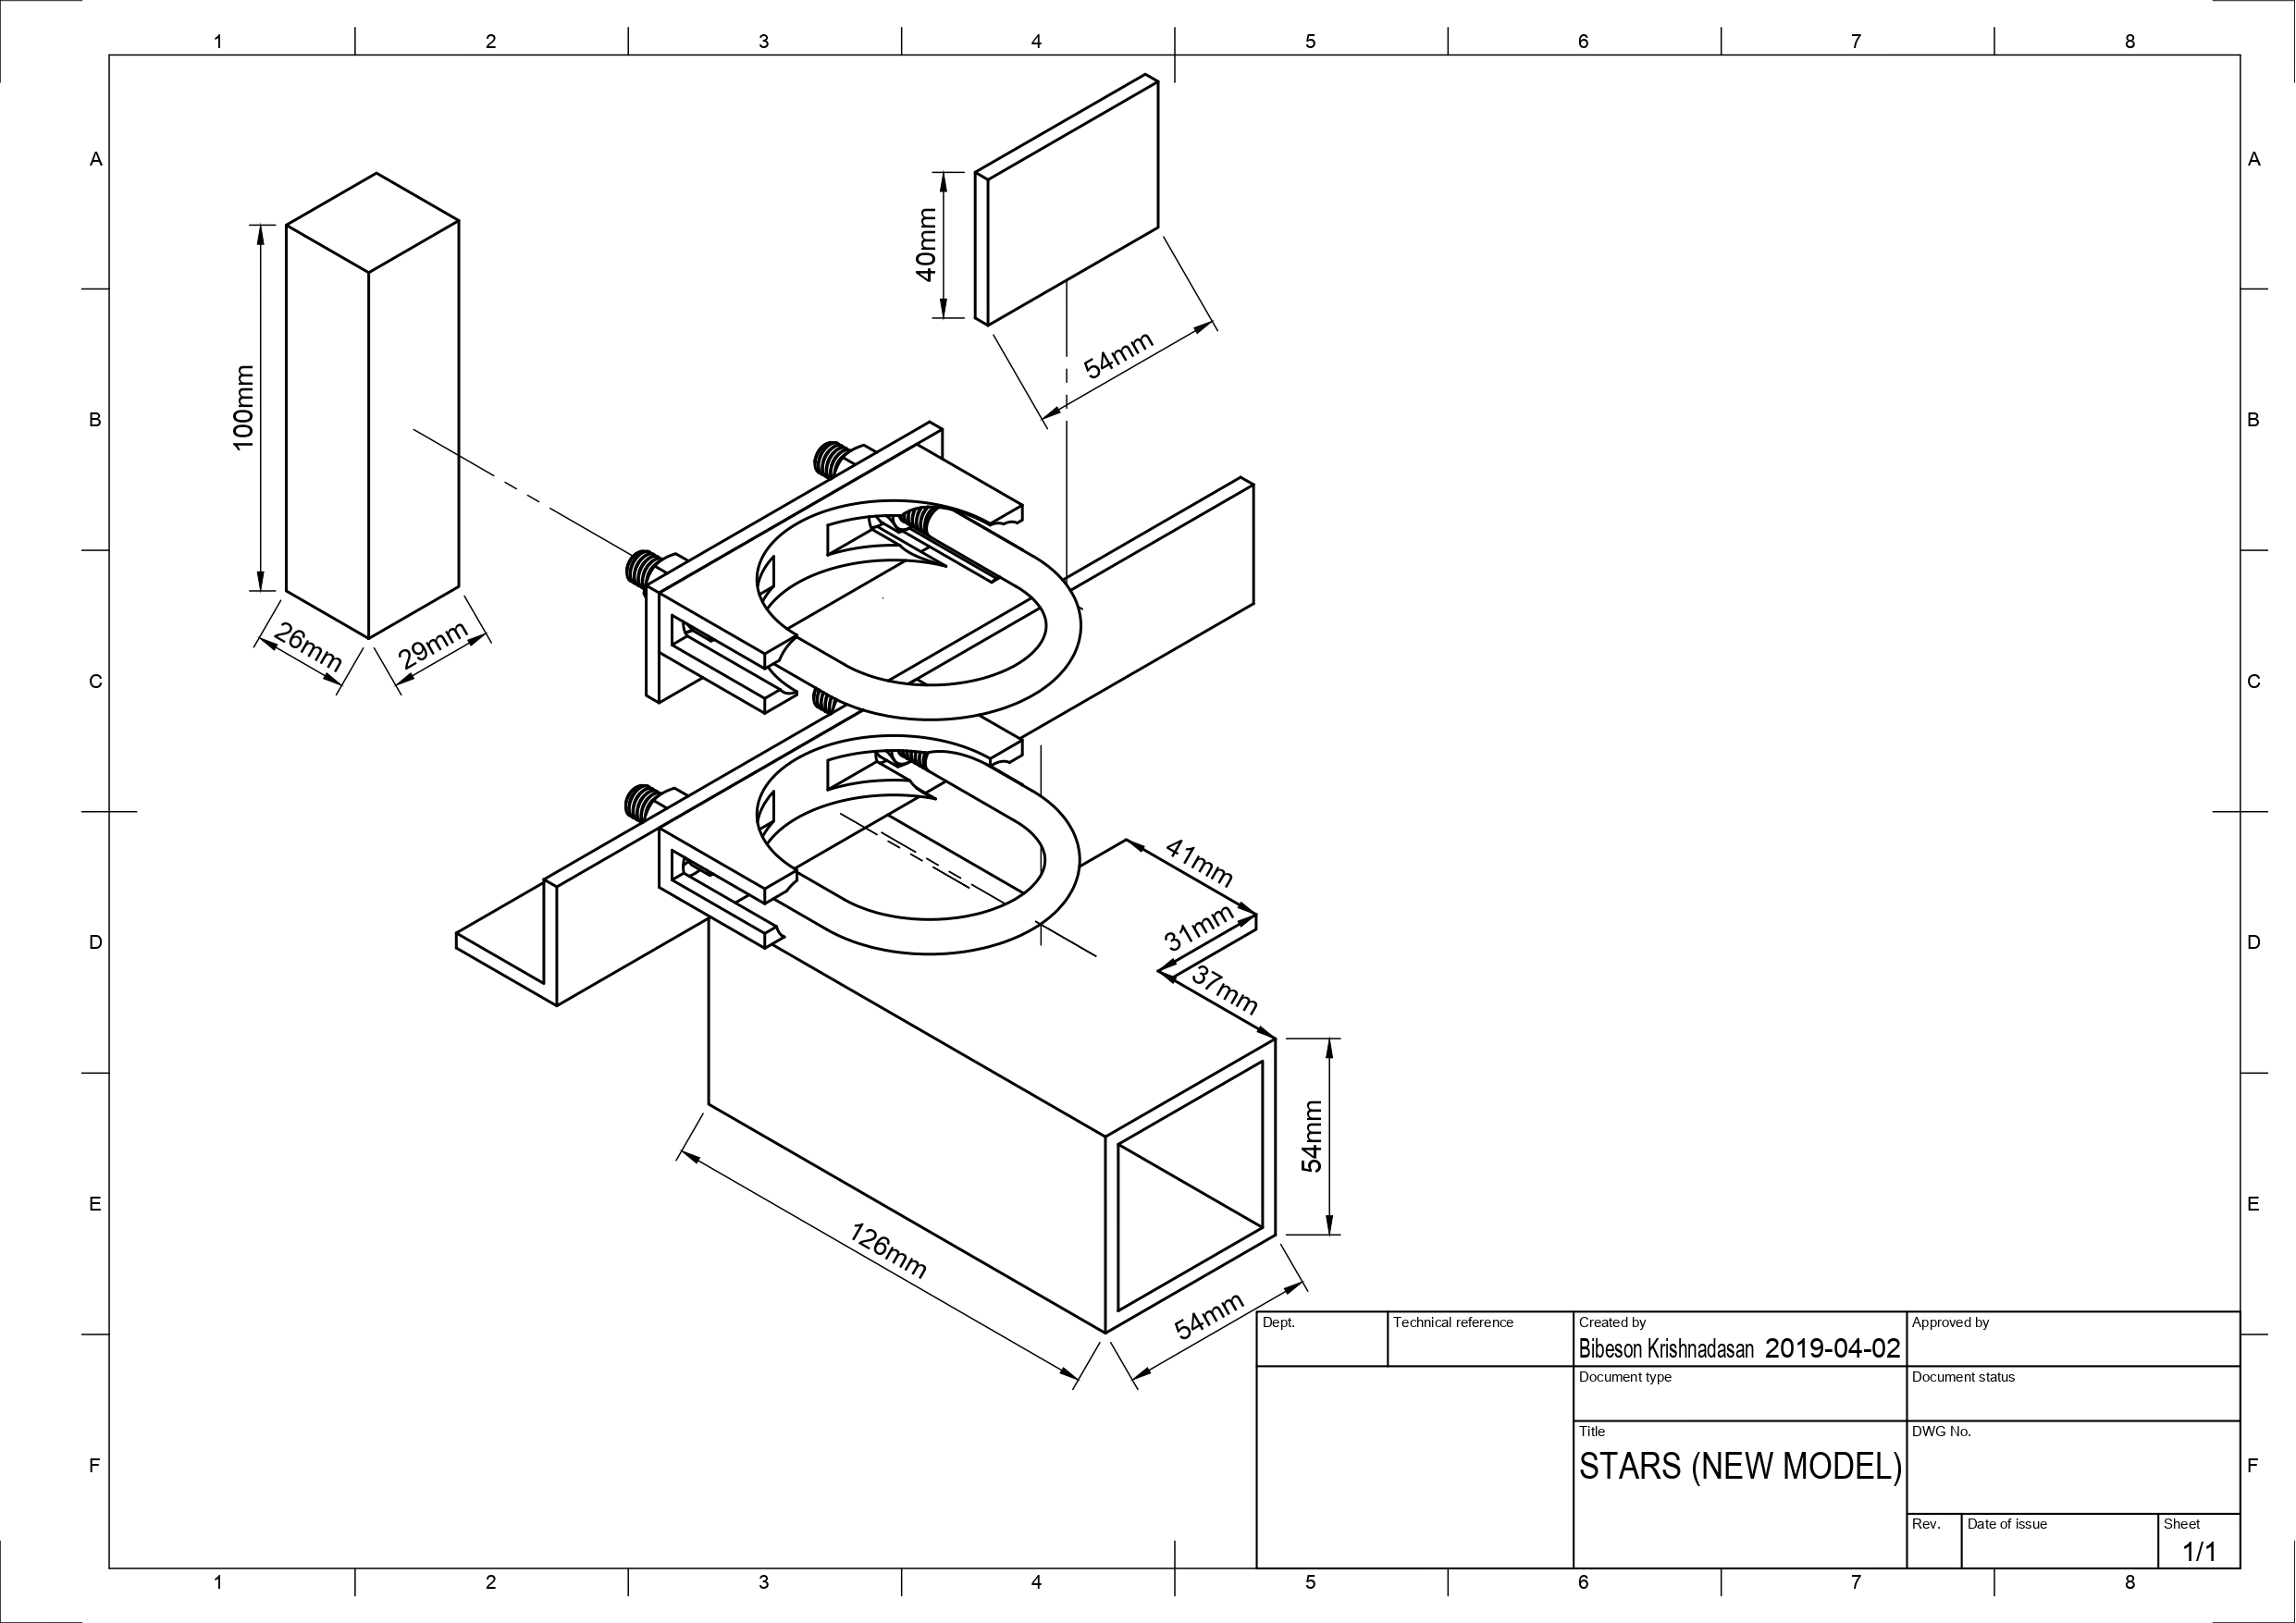 1 2 3 4 5 6 7 8
A A
40mm
100mm
54mm
B B
26mm
29mm
C C
41mm
31mm
37mm
D D
54mm
126mm
54mm
E E
Dept.
Technical reference
Created by
Bibeson Krishnadasan 2019-04-02
Approved by
Document type
Document status
Title
STARS (NEW MODEL)
DWG No.
F F
Rev.
Date of issue
Sheet
1/1
1 2 3 4 5 6 7 8